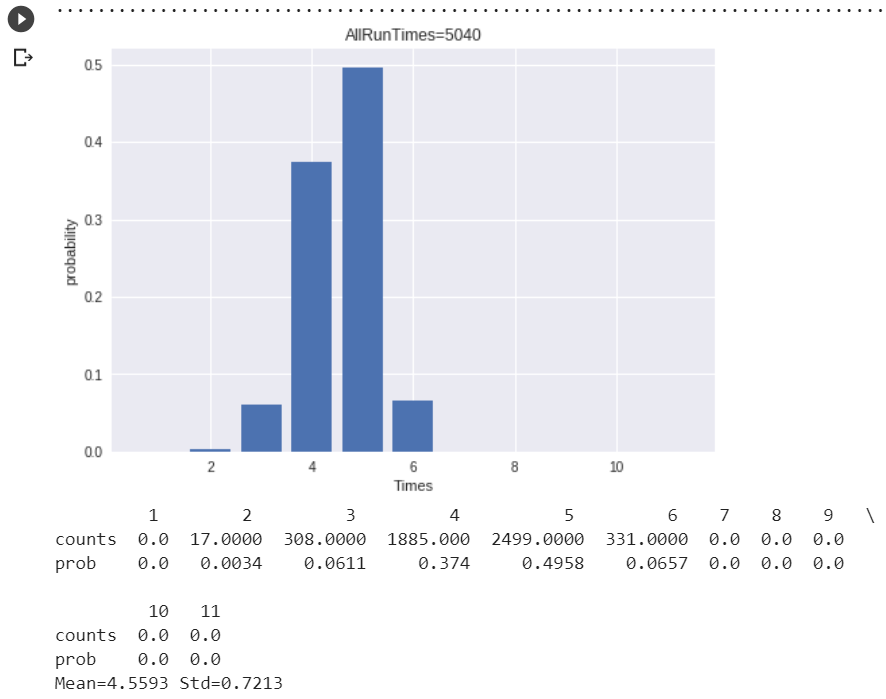 AllRunTimes=5040
0.5
0.4
0.3
0.2
0.1
0.0
probability
2 4 6 8 10
Times
1 2 3 4 5 6 7 8 9 \
counts 0.0 17.0000 308.0000 1885.000 2499.0000 331.0000 0.0 0.0 0.0
prob 0.0 0.0034 0.0611 0.374 0.4958 0.0657 0.0 0.0 0.0
10 11
counts 0.0 0.0
prob 0.0 0.0
Mean=4.5593 Std=0.7213